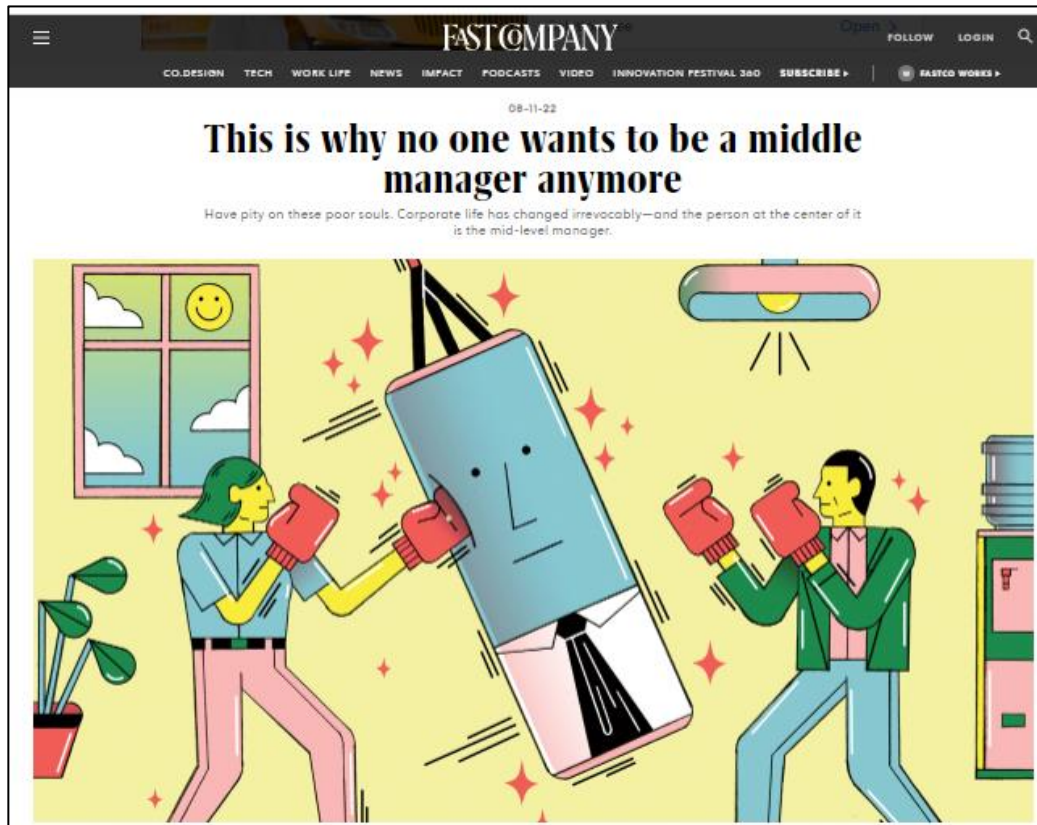 FAST COMPANY
Open
FOLLOW LOGIN
CO.DESIGN TECH WORK LIFE NEWS IMPACT PODCASTS VIDEO INNOVATION FESTIVAL 360 SUBSCRIBE FASTCO WORKS
08-11-22
This is why no one wants to be a middle
manager anymore
Have pity on these poor souls. Corporate life has changed irrevocably—and the person at the center of it
is the mid-level manager.